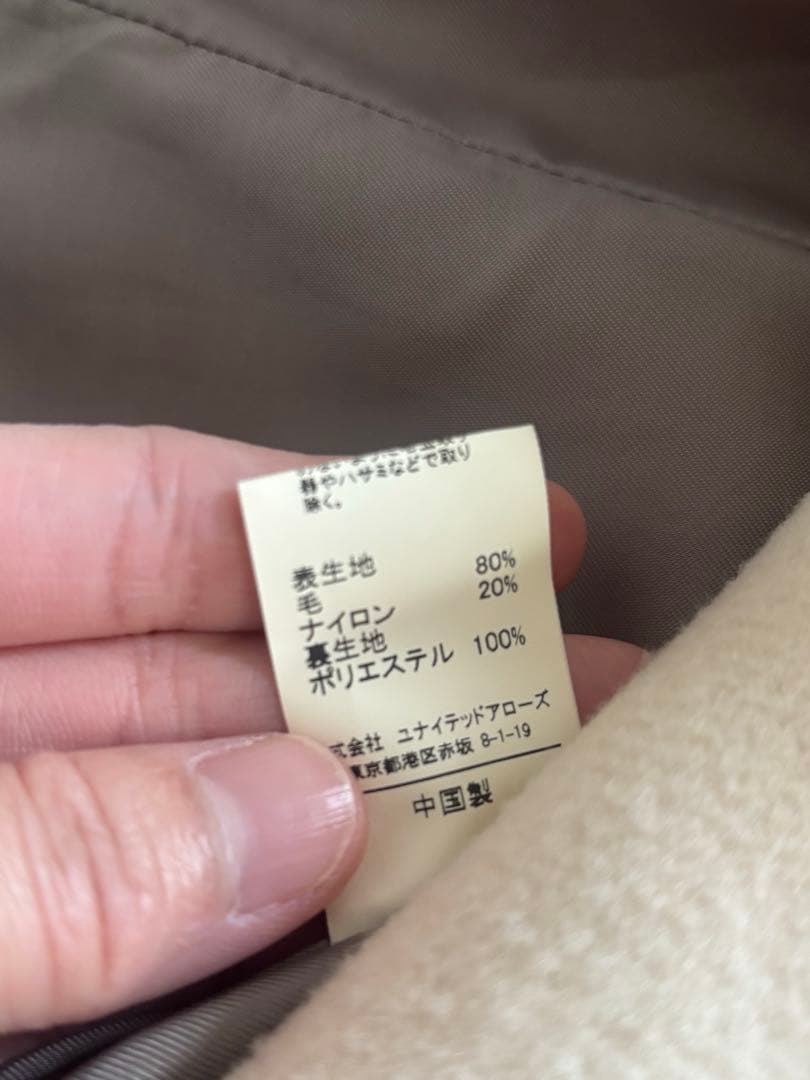 器やハサミなどで取り
除く。
表生地
毛 80%
ナイロン 20%
裏生地
ポリエステル 100%
式会社 ユナイテッドアローズ
東京都港区赤坂 8-1-19
中国製